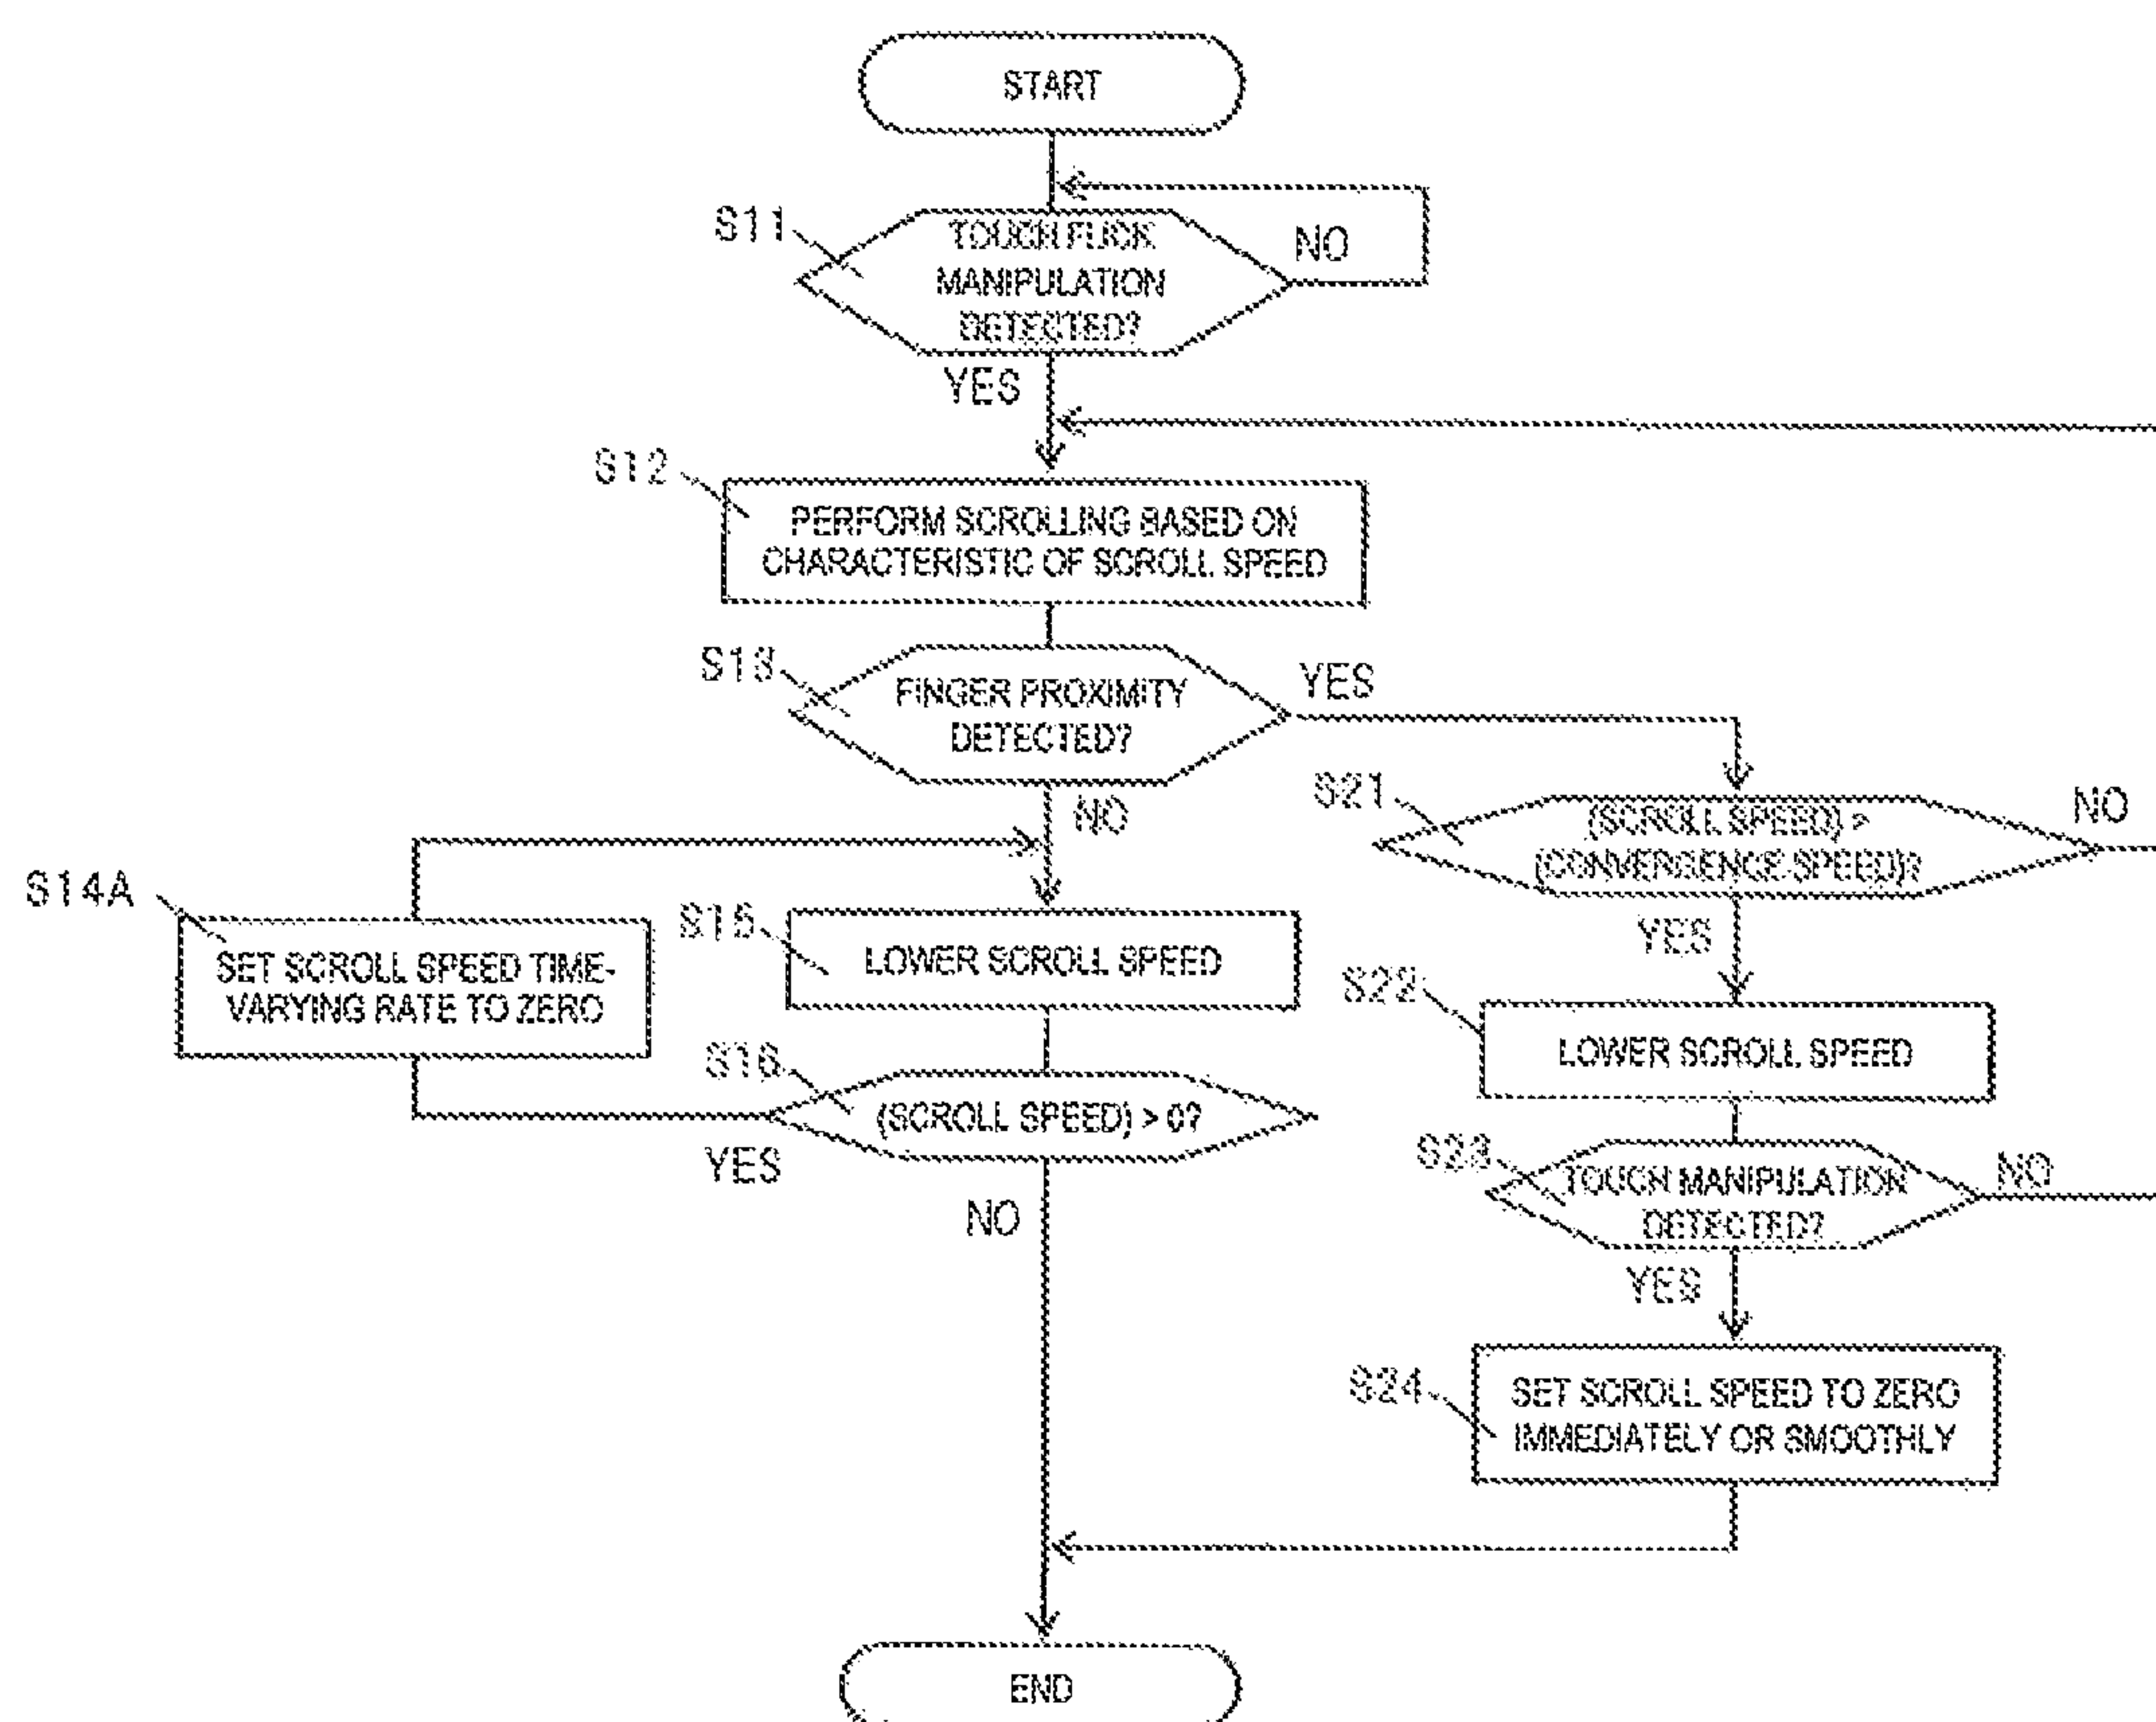 START
S11
TOUCH FLICK
MANIPULATION
DETECTED?
NO
YES
S12
PERFORM SCROLLING BASED ON
CHARACTERISTIC OF SCROLL SPEED
S13
FINGER PROXIMITY
DETECTED?
YES
NO
S21
(SCROLL SPEED) >
(CONVERGENCE SPEED)?
NO
YES
S14A
SET SCROLL SPEED TIME-
VARYING RATE TO ZERO
S15
LOWER SCROLL SPEED
S22
LOWER SCROLL SPEED
S16
(SCROLL SPEED) > 0?
YES
NO
S23
TOUCH MANIPULATION
DETECTED?
NO
YES
S24
SET SCROLL SPEED TO ZERO
IMMEDIATELY OR SMOOTHLY
END